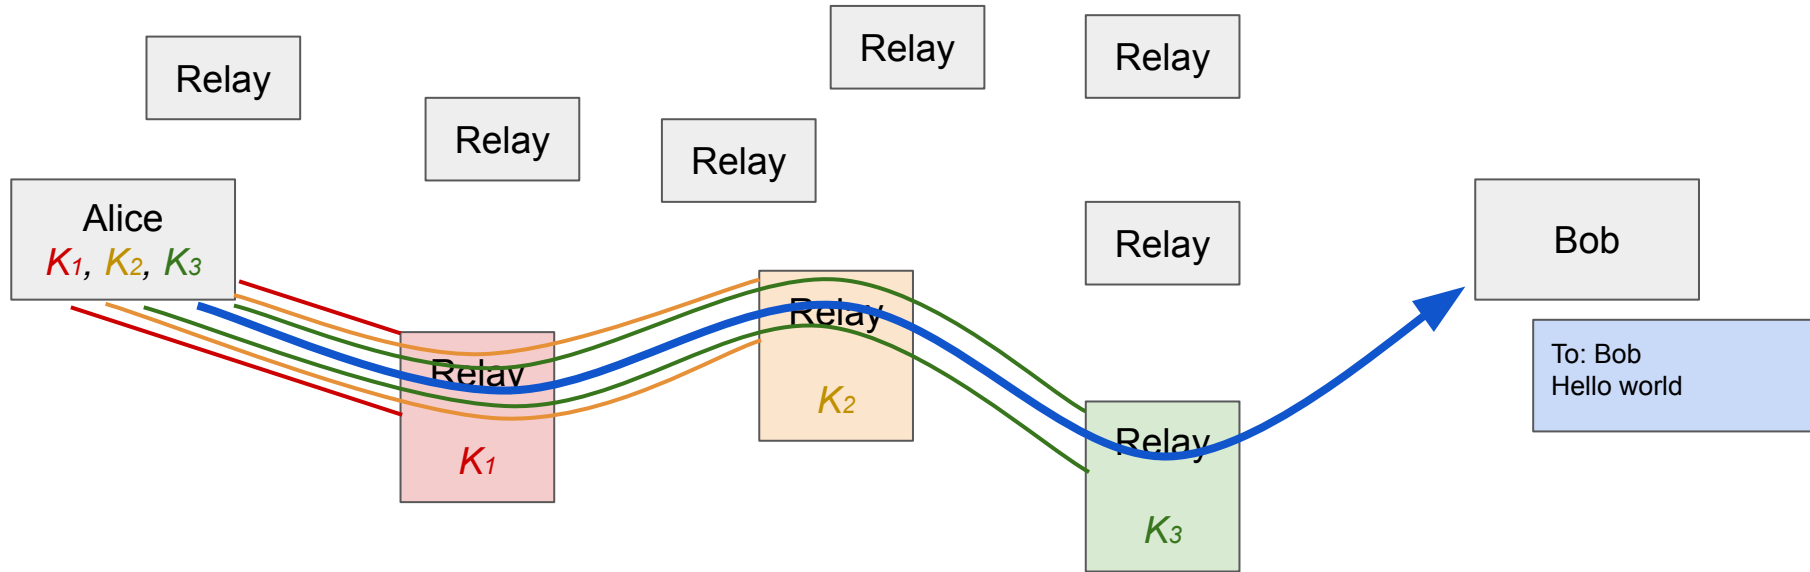 Relay
Relay
Relay
Relay
Relay
Alice
K1, K2, K3
Relay
Bob
Relay
K1
Relay
K2
Relay
K3
To: Bob
Hello world